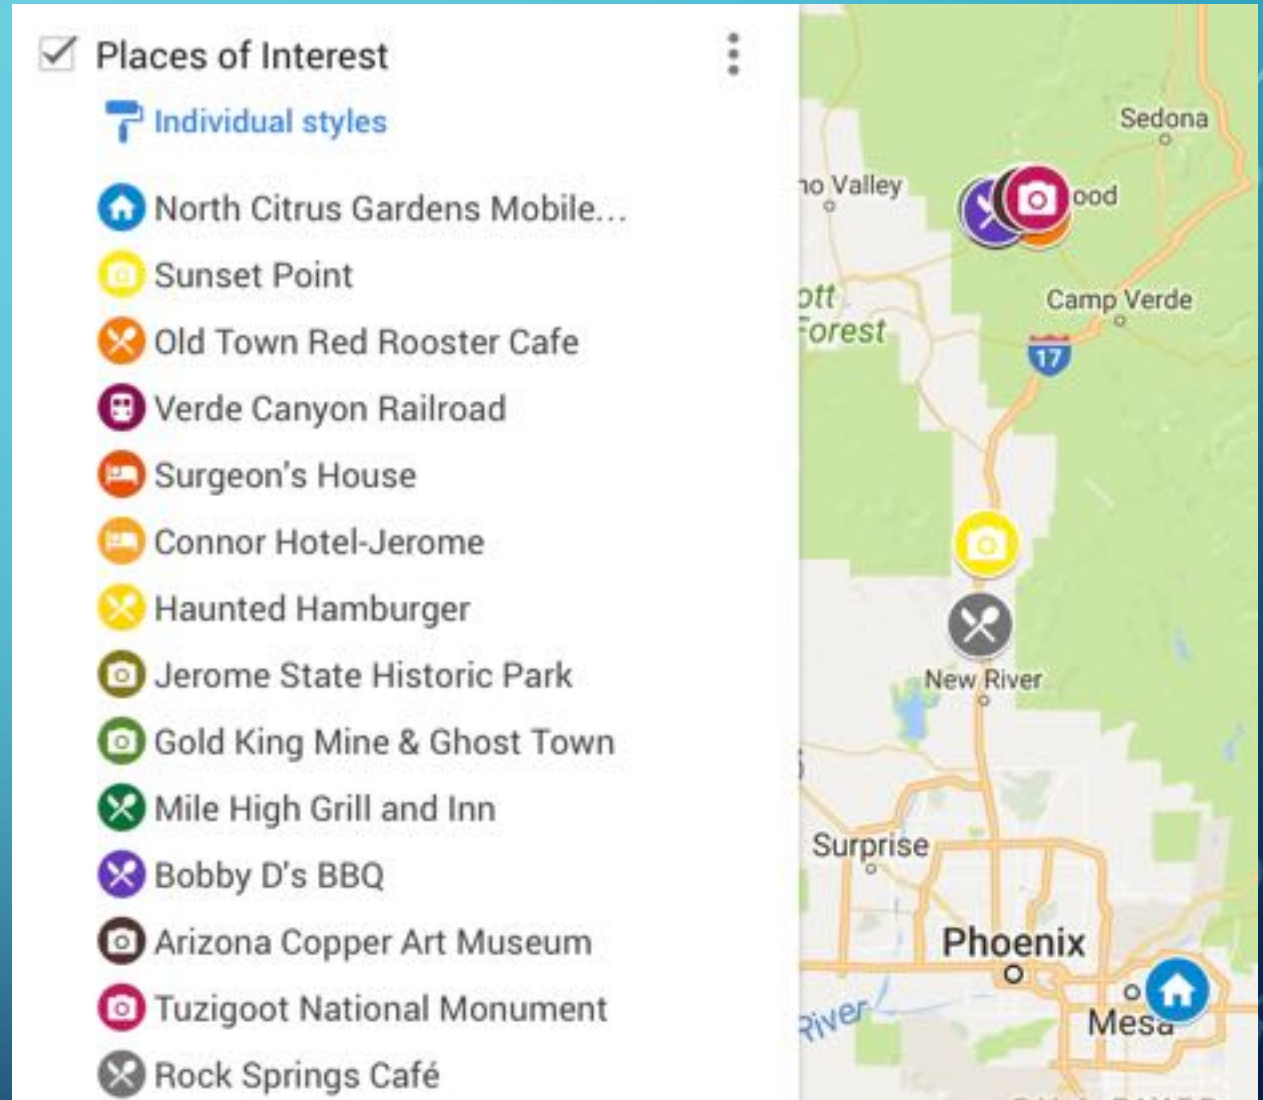 Places of Interest
Individual styles
North Citrus Gardens Mobile...
Sunset Point
Old Town Red Rooster Cafe
Verde Canyon Railroad
Surgeon's House
Connor Hotel-Jerome
Haunted Hamburger
Jerome State Historic Park
Gold King Mine & Ghost Town
Mile High Grill and Inn
Bobby D's BBQ
Arizona Copper Art Museum
Tuzigoot National Monument
Rock Springs Café
Sedona
no Valley
ood
Camp Verde
ott
Forest
17
New River
Surprise
Phoenix
Mesa
River